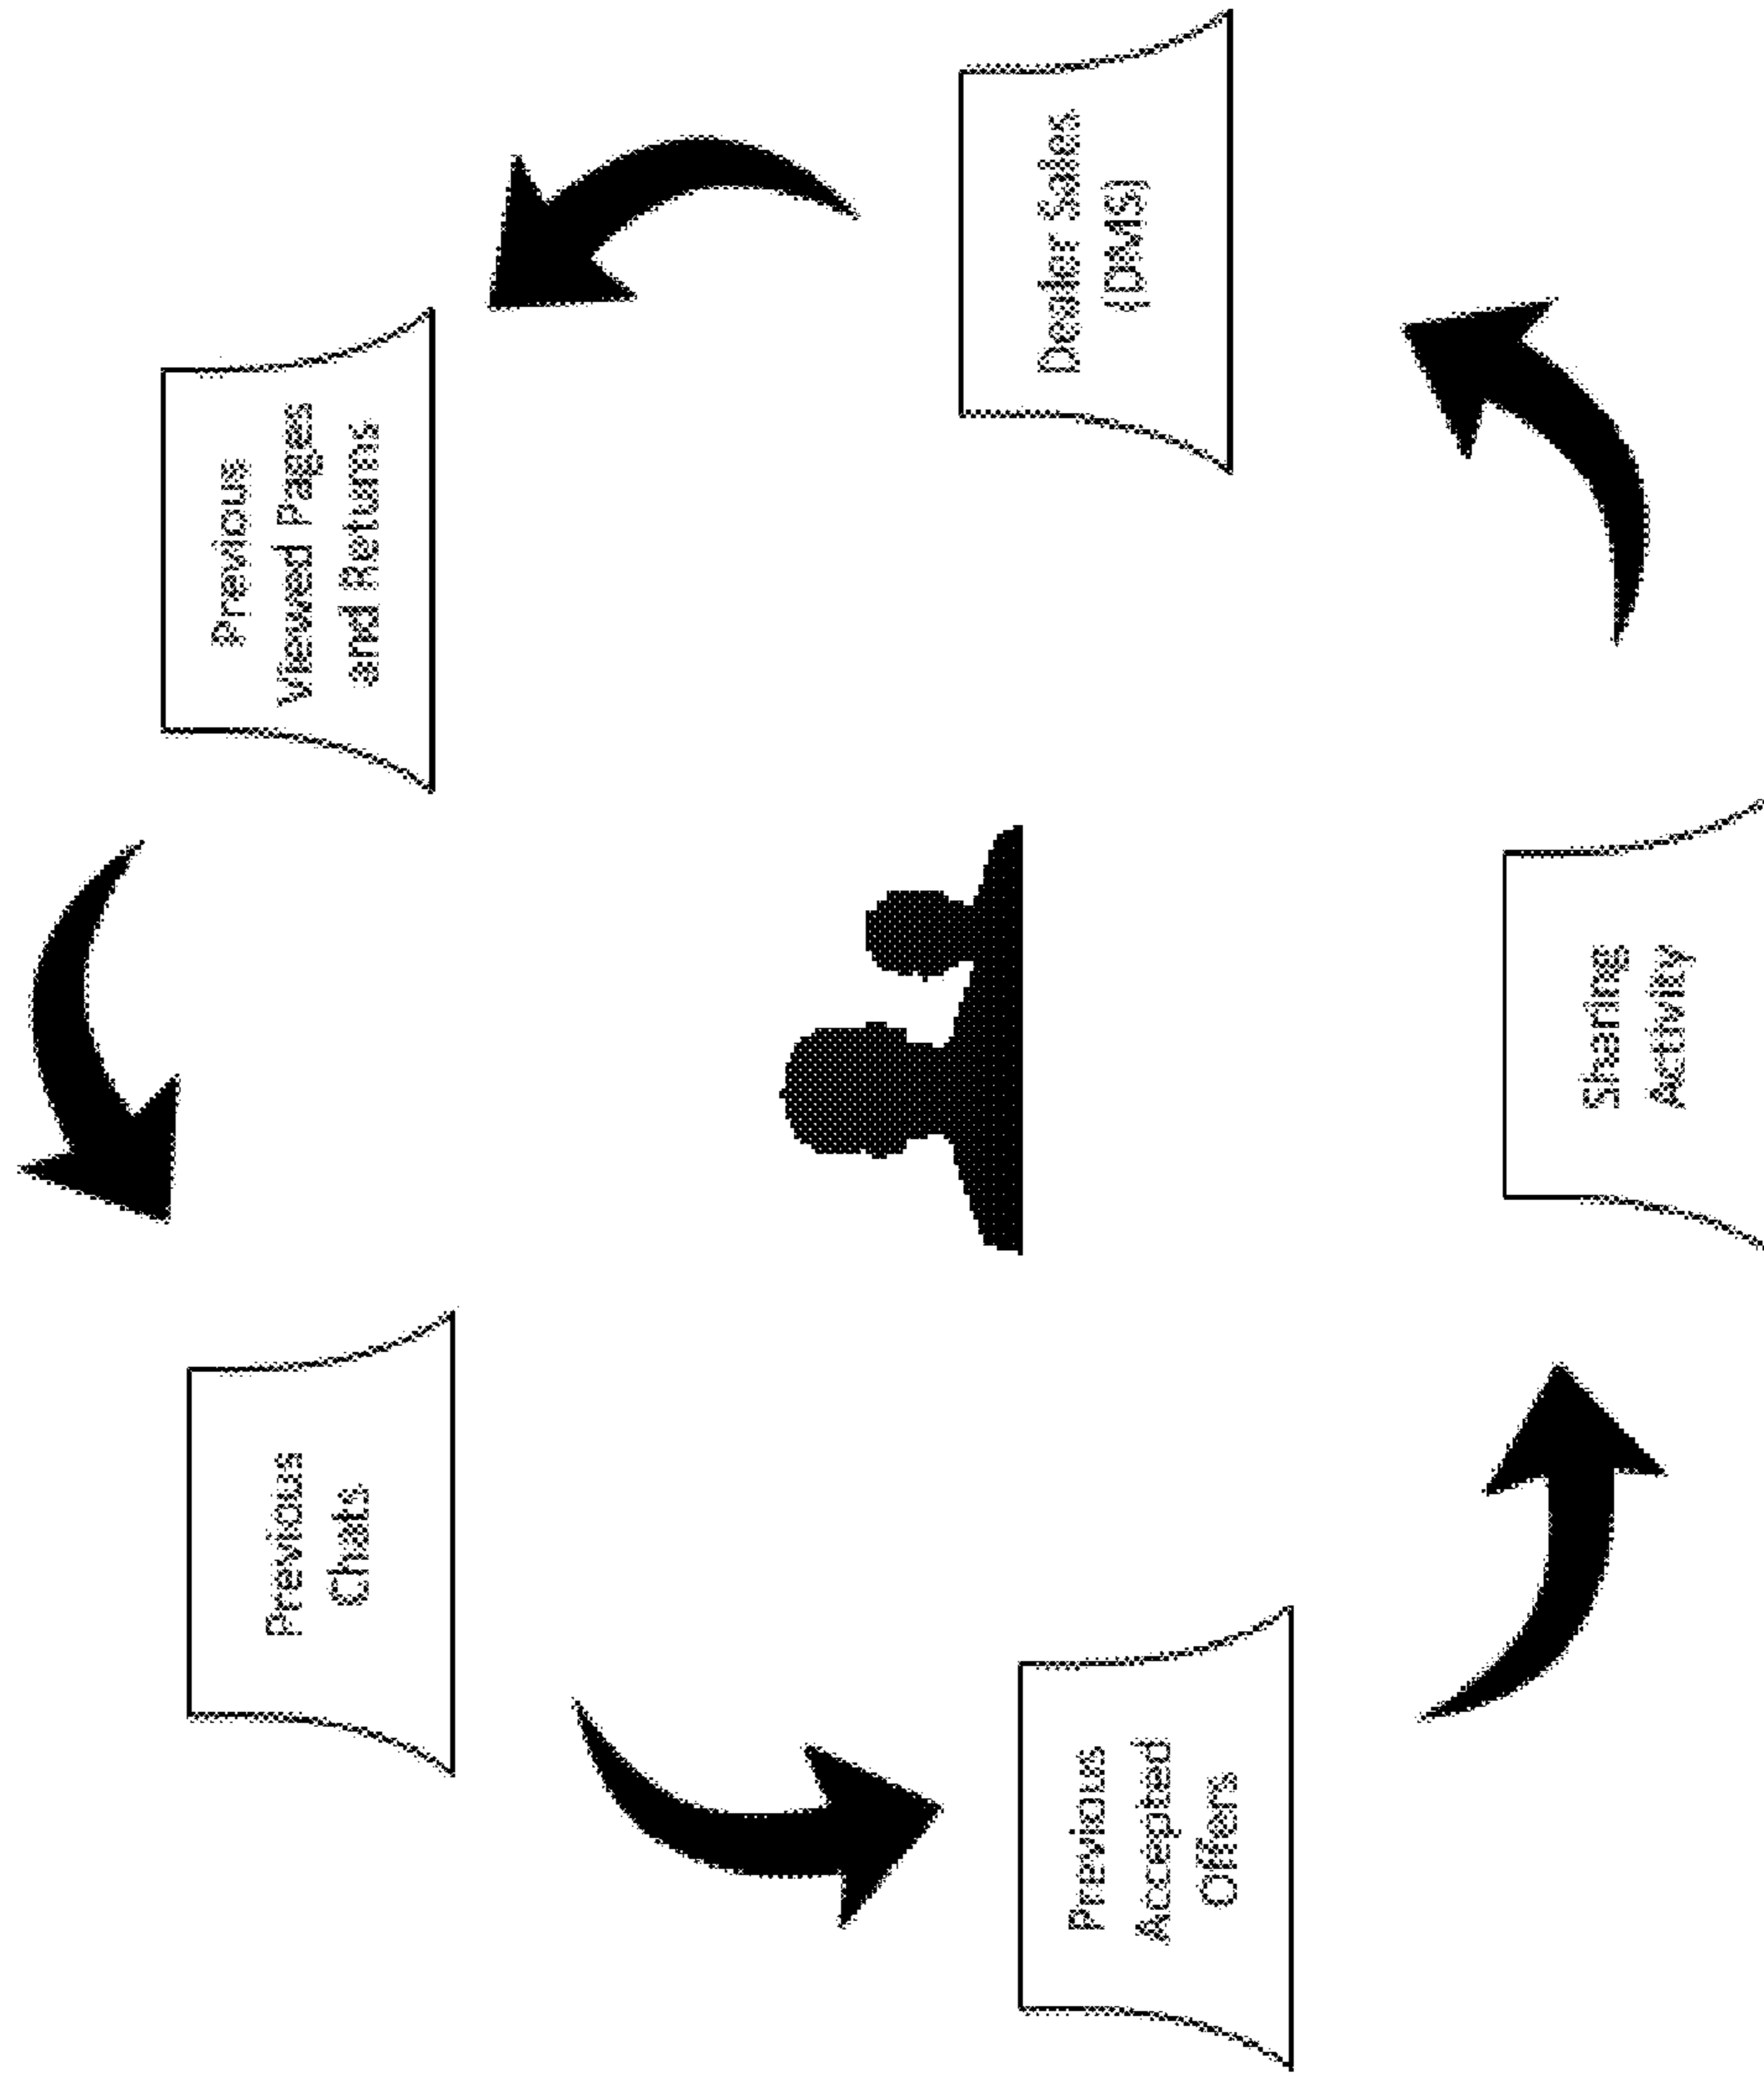 Previous
Chats
Previous
Viewed Pages
and Returns
Previous
Accepted
Offers
Dealer Sales
(DMS)
Sharing
Activity